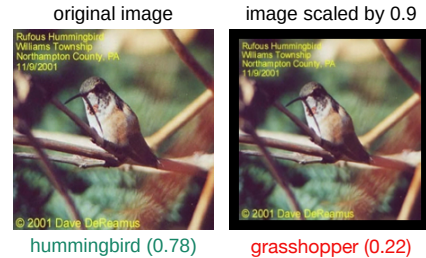 original image
image scaled by 0.9
Rufous Hummingbird
Williams Township
Northampton County, PA
11/9/2001
© 2001 Dave DeReamus
Rufous Hummingbird
Williams Township
Northampton County, PA
11/9/2001
© 2001 Dave DeReamus
hummingbird (0.78)
grasshopper (0.22)